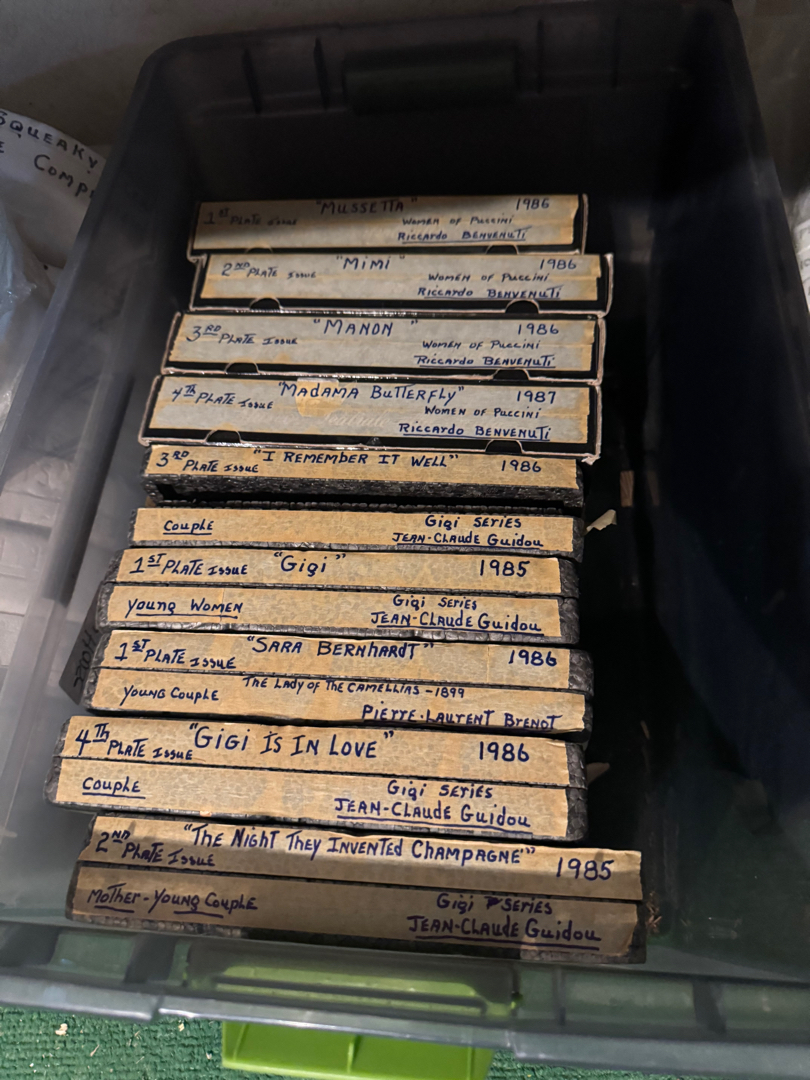 SQUEAKY
1ST PLATE ISSUE "MUSSETTA" 1986
WOMEN OF PUCCINI
RICCARDO BENVENUTI
2ND PLATE ISSUE "MIMI" 1986
WOMEN OF PUCCINI
RICCARDO BENVENUTI
3RD PLATE ISSUE "MANON" 1986
WOMEN OF PUCCINI
RICCARDO BENVENUTI
4Th PLATE ISSUE "MADAMA BUTTERFLY" 1987
WOMEN OF PUCCINI
RICCARDO BENVENUTI
3RD PLATE ISSUE "I REMEMBER IT WELL" 1986
COUPLE GIGI SERIES
JEAN-CLAUDE Guidou
1ST PLATE ISSUE "Gigi" 1985
YOUNG WOMEN GIGI SERIES
JEAN-CLAUDE Guidou
1ST PLATE ISSUE "SARA BERNHARDT" 1986
YOUNG COUPLE THE LADY OF THE CAMELLIAS -1899
PIERRE-LAURENT BRENOT
4Th PLATE ISSUE "GIGI IS IN LOVE" 1986
COUPLE GIGI SERIES
JEAN-CLAUDE Guidou
2ND PLATE ISSUE "THE NIGHT THEY INVENTED CHAMPAGNE" 1985
MOTHER-YOUNG COUPLE GIGI SERIES
JEAN-CLAUDE Guidou